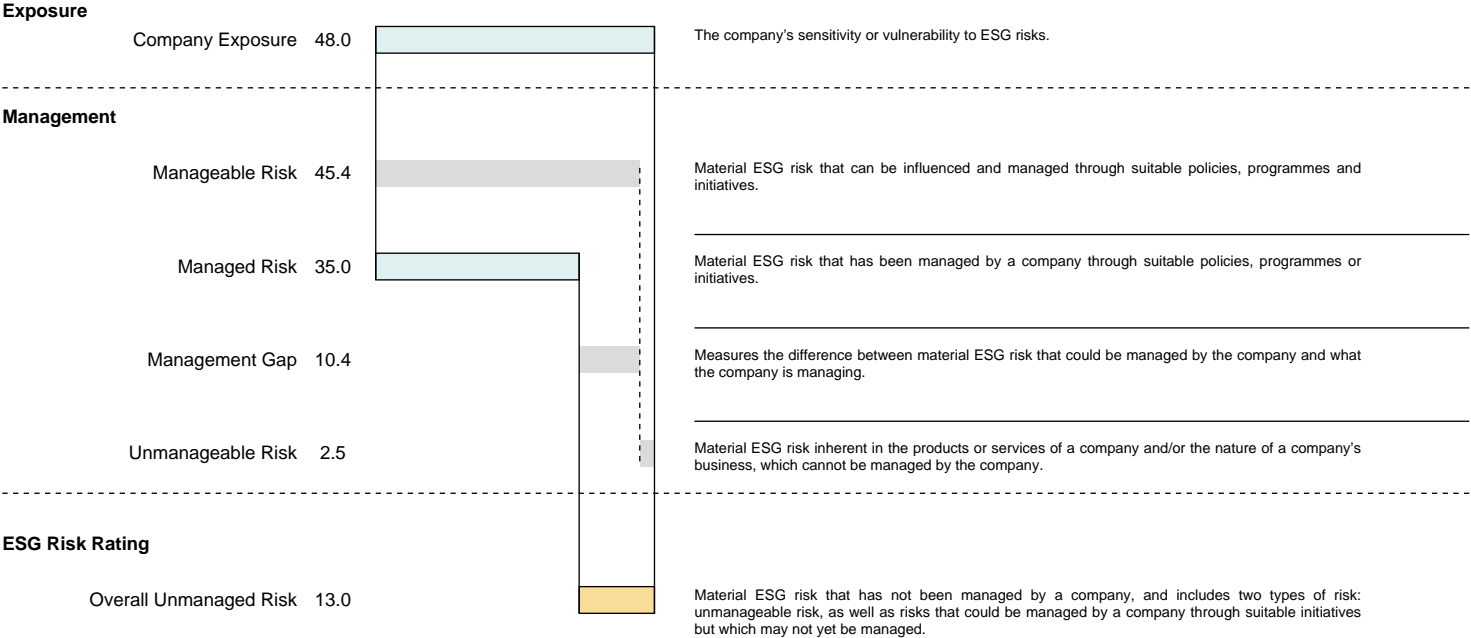 Exposure
Company Exposure 48.0
The company’s sensitivity or vulnerability to ESG risks.
Management
Manageable Risk 45.4
Material ESG risk that can be influenced and managed through suitable policies, programmes and
initiatives.
Managed Risk 35.0
Material ESG risk that has been managed by a company through suitable policies, programmes or
initiatives.
Management Gap 10.4
Measures the difference between material ESG risk that could be managed by the company and what
the company is managing.
Unmanageable Risk 2.5
Material ESG risk inherent in the products or services of a company and/or the nature of a company’s
business, which cannot be managed by the company.
ESG Risk Rating
Overall Unmanaged Risk 13.0
Material ESG risk that has not been managed by a company, and includes two types of risk:
unmanageable risk, as well as risks that could be managed by a company through suitable initiatives
but which may not yet be managed.